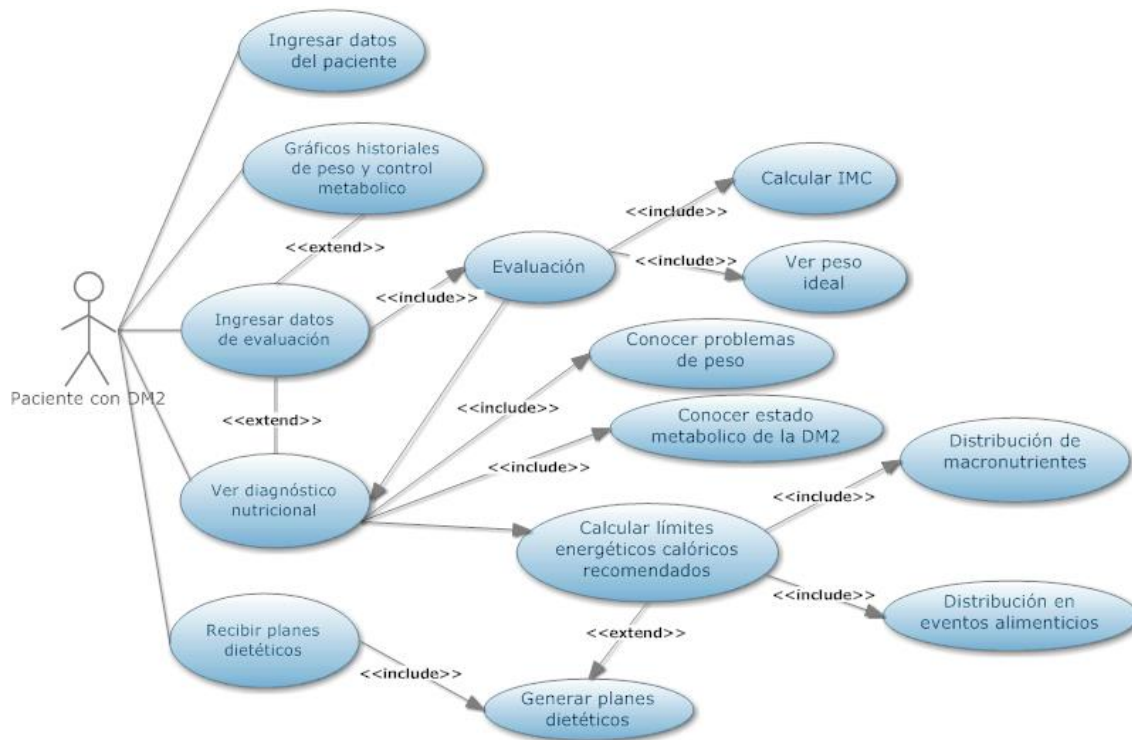 Ingresar datos
del paciente
Gráficos historiales
de peso y control
metabolico
<<extend>>
Calcular IMC
<<include>>
Evaluación
<<include>>
Ver peso
ideal
<<include>>
Ingresar datos
de evaluación
Paciente con DM2
Conocer problemas
de peso
<<extend>>
<<include>>
Conocer estado
metabolico de la DM2
<<include>>
Distribución de
macronutrientes
Ver diagnóstico
nutricional
<<include>>
Calcular límites
energéticos calóricos
recomendados
<<include>>
Distribución en
eventos alimenticios
Recibir planes
dietéticos
<<extend>>
<<include>>
Generar planes
dietéticos